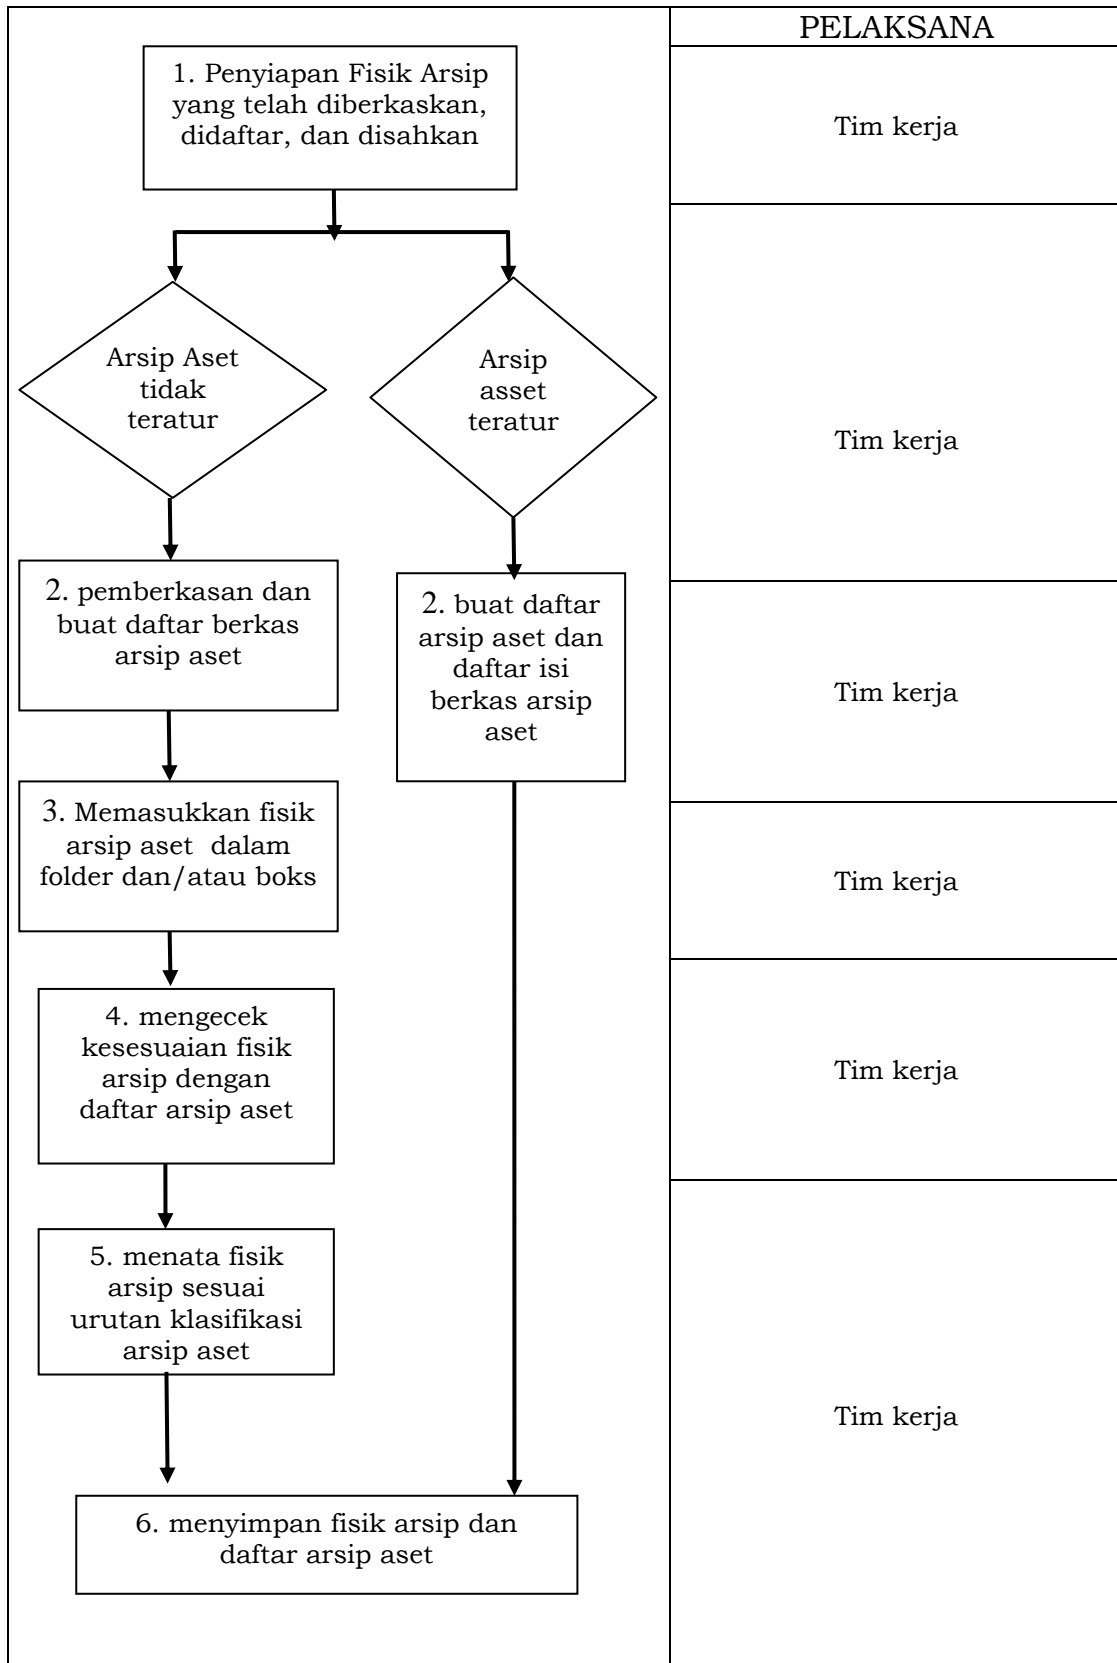 PELAKSANA
1. Penyiapan Fisik Arsip
yang telah diberkaskan,
didaftar, dan disahkan
Tim kerja
Arsip Aset
tidak
teratur
Arsip
asset
teratur
Tim kerja
2. pemberkasan dan
buat daftar berkas
arsip aset
2. buat daftar
arsip aset dan
daftar isi
berkas arsip
aset
Tim kerja
3. Memasukkan fisik
arsip aset dalam
folder dan/atau boks
Tim kerja
4. mengecek
kesesuaian fisik
arsip dengan
daftar arsip aset
Tim kerja
5. menata fisik
arsip sesuai
urutan klasifikasi
arsip aset
Tim kerja
6. menyimpan fisik arsip dan
daftar arsip aset